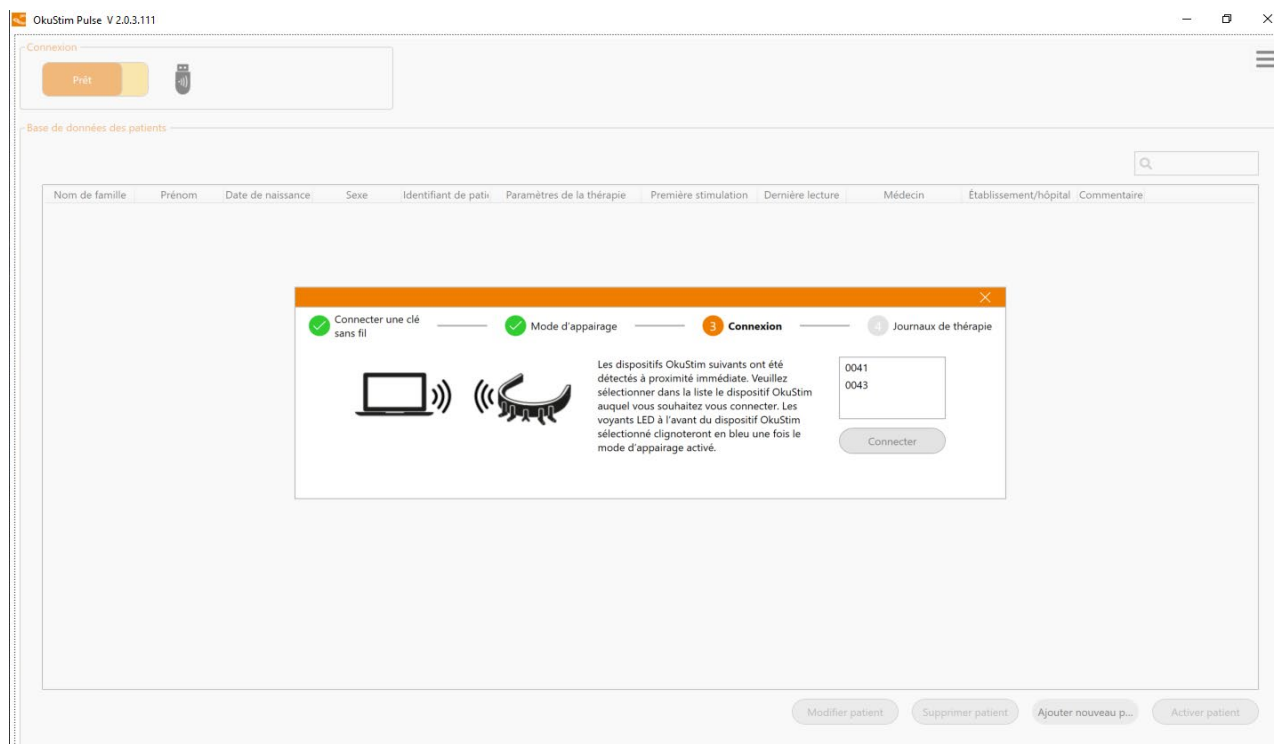 OkuStim Pulse V 2.0.3.111
Connexion
Prêt
Base de données des patients
Nom de famille Prénom Date de naissance Sexe Identifiant de patie Paramètres de la thérapie Première stimulation Dernière lecture Médecin Établissement/hôpital Commentaire
Connecter une clé
sans fil
Mode d'appairage
3 Connexion
4 Journaux de thérapie
Les dispositifs OkuStim suivants ont été
détectés à proximité immédiate. Veuillez
sélectionner dans la liste le dispositif OkuStim
auquel vous souhaitez vous connecter. Les
voyants LED à l'avant du dispositif OkuStim
sélectionné clignoteront en bleu une fois le
mode d'appairage activé.
0041
0043
Connecter
Modifier patient Supprimer patient Ajouter nouveau p... Activer patient